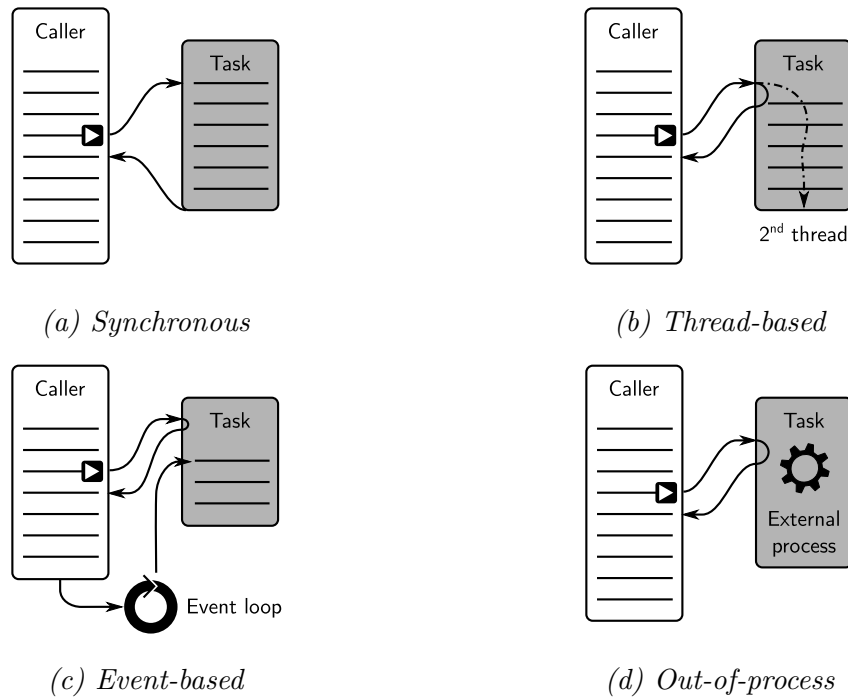 Caller
Task
(a) Synchronous
Caller
Task
2nd thread
(b) Thread-based
Caller
Task
Event loop
(c) Event-based
Caller
Task
External
process
(d) Out-of-process